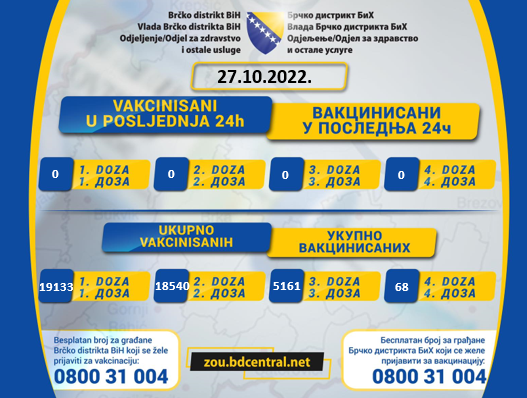 Brčko distrikt BiH
Vlada Brčko distrikta BiH
Odjeljenje/Odjel za zdravstvo
i ostale usluge
Брчко дистрикт БиХ
Влада Брчко дистрикта БиХ
Одјељење/Одјел за здравство
и остале услуге
27.10.2022.
VAKCINISANI
U POSLJEDNJA 24h
ВАКЦИНИСАНИ
У ПОСЛЕДЊА 24ч
0
1. DOZA
1. ДОЗА
0
2. DOZA
2. ДОЗА
0
3. DOZA
3. ДОЗА
0
4. DOZA
4. ДОЗА
UKUPNO
VAKCINISANIH
УКУПНО
ВАКЦИНИСАНИХ
19133
1. DOZA
1. ДОЗА
18540
2. DOZA
2. ДОЗА
5161
3. DOZA
3. ДОЗА
68
4. DOZA
4. ДОЗА
Besplatan broj za građane
Brčko distrikta BiH koji se žele
prijaviti za vakcinaciju:
0800 31 004
zou.bdcentral.net
Бесплатан број за грађане
Брчко дистрикта БиХ који се желе
пријавити за вакцинацију:
0800 31 004